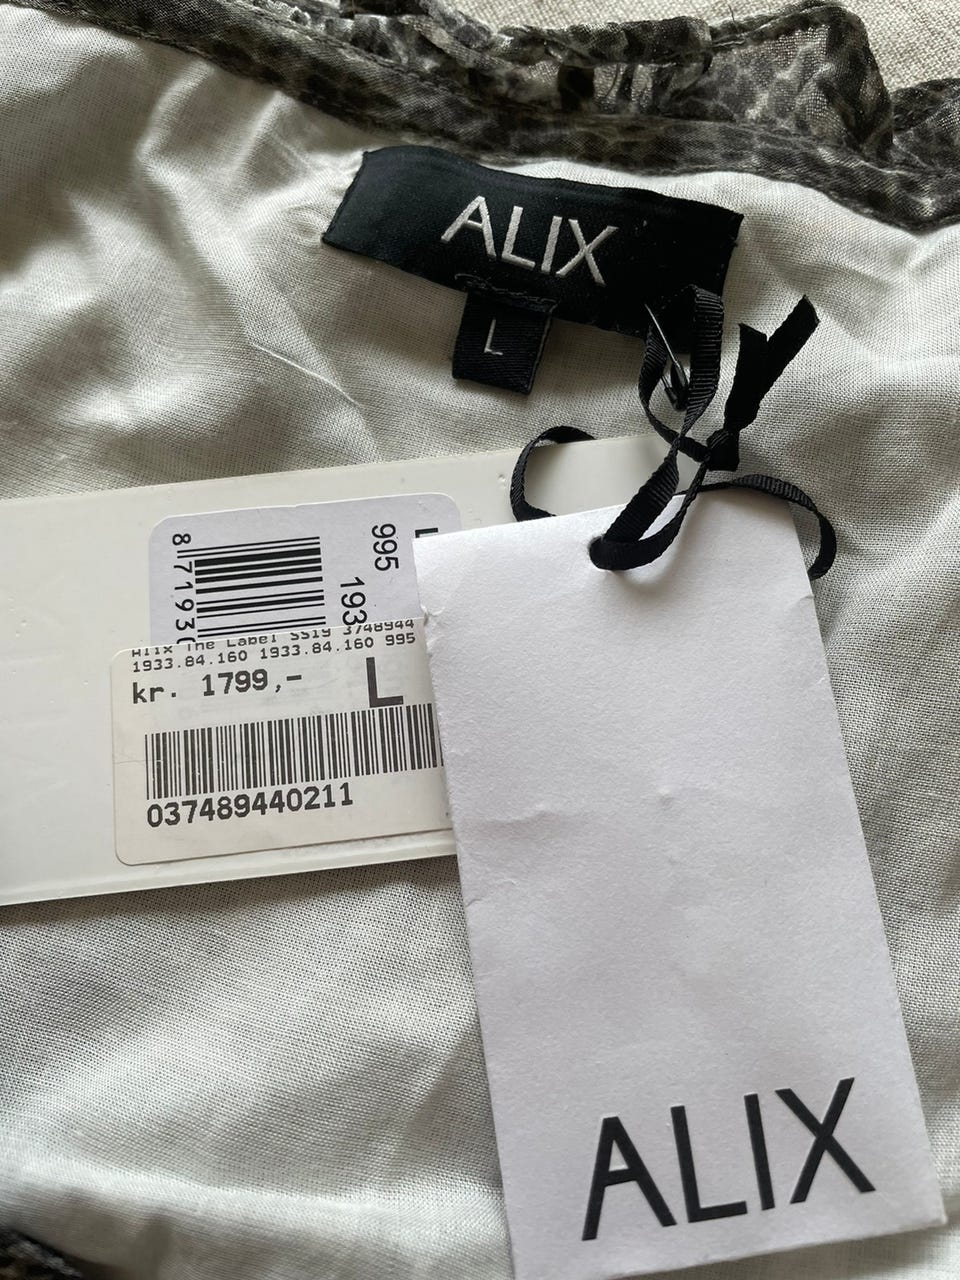 ALIX
L
995
193
Alix The Label SS19 3748944
1933.84.160 1933.84.160 995
kr. 1799,-
L
037489440211
ALIX